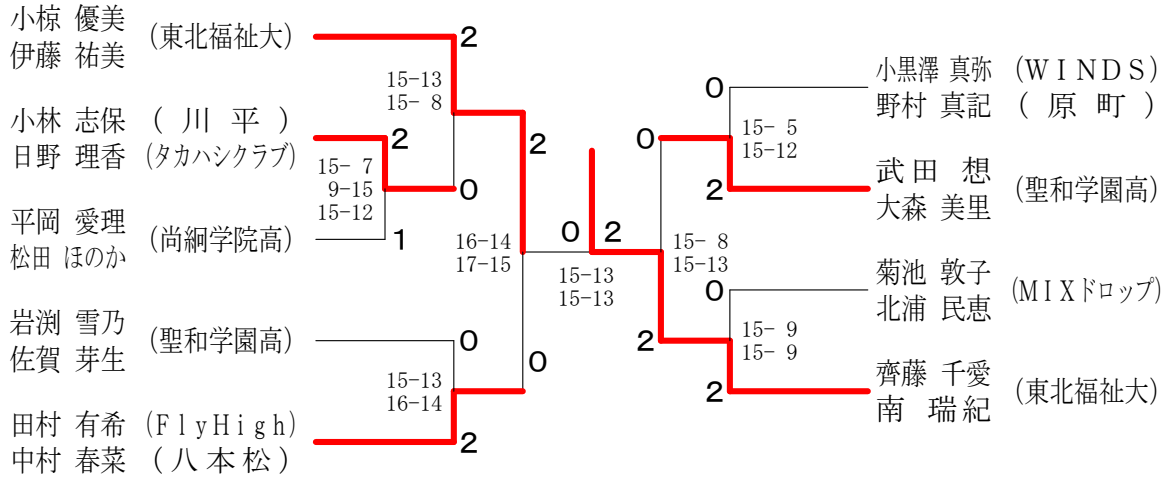 小椋 優美
伊藤 祐美
(東北福祉大)
2
15-13
15- 8
小林 志保 ( 川 平 )
日野 理香 (タカハシクラブ)
2
15- 7
9-15
15-12
0
平岡 愛理
松田 ほのか
(尚絅学院高)
1
2
16-14
17-15
岩渕 雪乃
佐賀 芽生
(聖和学園高)
0
15-13
16-14
0
田村 有希 (FlyHigh)
中村 春菜 (八本松)
2
0 2
15-13
15-13
小黒澤 真弥 (WINDS)
野村 真記 ( 原 町 )
0
15- 5
15-12
0
武田 想
大森 美里
(聖和学園高)
2
15- 8
15-13
菊池 敦子
北浦 民恵
(MIXドロップ)
0
15- 9
15- 9
2
齊藤 千愛
南 瑞紀
(東北福祉大)
2